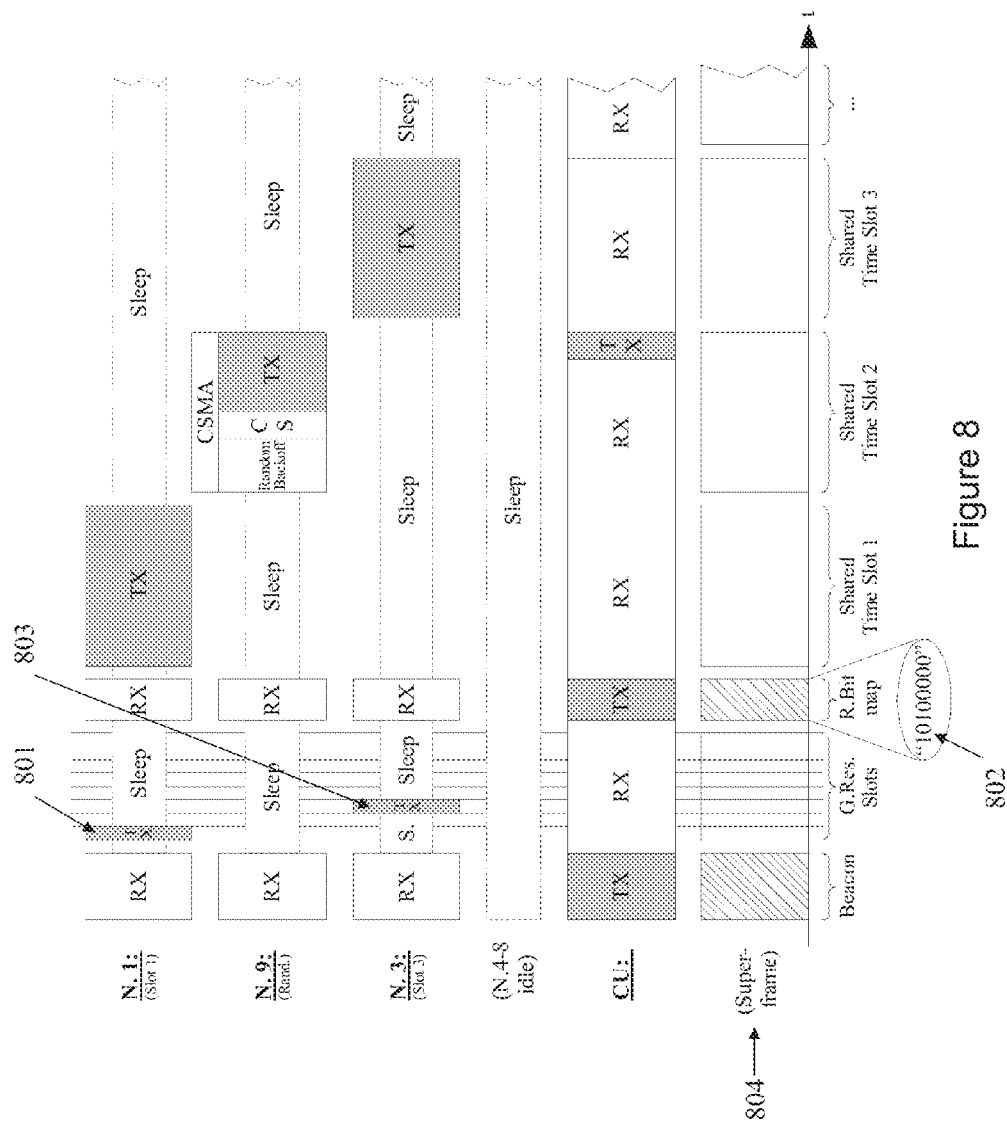 801
803
N. 1:
(Slot 1)
RX
TX
Sleep
RX
TX
Sleep
N. 9:
(Rand.)
RX
Sleep
RX
Sleep
CSMA
Random
Backoff
C
S
TX
Sleep
N. 3:
(Slot 3)
RX
S.
TX
Sleep
RX
Sleep
TX
Sleep
(N.4-8
idle)
Sleep
CU:
TX
RX
TX
RX
RX
T
X
RX
RX
804
(Super-
frame)
t
Beacon
G.Res.
Slots
R.Bit
map
Shared
Time Slot 1
Shared
Time Slot 2
Shared
Time Slot 3
...
"10100000"
802
Figure 8